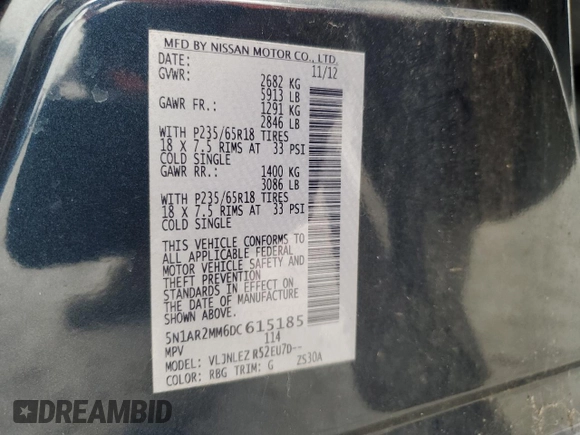 MFD BY NISSAN MOTOR CO., LTD.
DATE: 11/12
GVWR: 2682 KG
5913 LB
GAWR FR.: 1291 KG
2846 LB
WITH P235/65R18 TIRES
18 X 7.5 RIMS AT 33 PSI
COLD SINGLE
GAWR RR.: 1400 KG
3086 LB
WITH P235/65R18 TIRES
18 X 7.5 RIMS AT 33 PSI
COLD SINGLE
THIS VEHICLE CONFORMS TO
ALL APPLICABLE FEDERAL
MOTOR VEHICLE SAFETY AND
THEFT PREVENTION
STANDARDS IN EFFECT ON
THE DATE OF MANUFACTURE
SHOWN ABOVE.
5N1AR2MM6DC615185
MPV 114
MODEL: VLJNLEZ R52EU7D--
COLOR: RBG TRIM: G ZS30A
DREAMBID